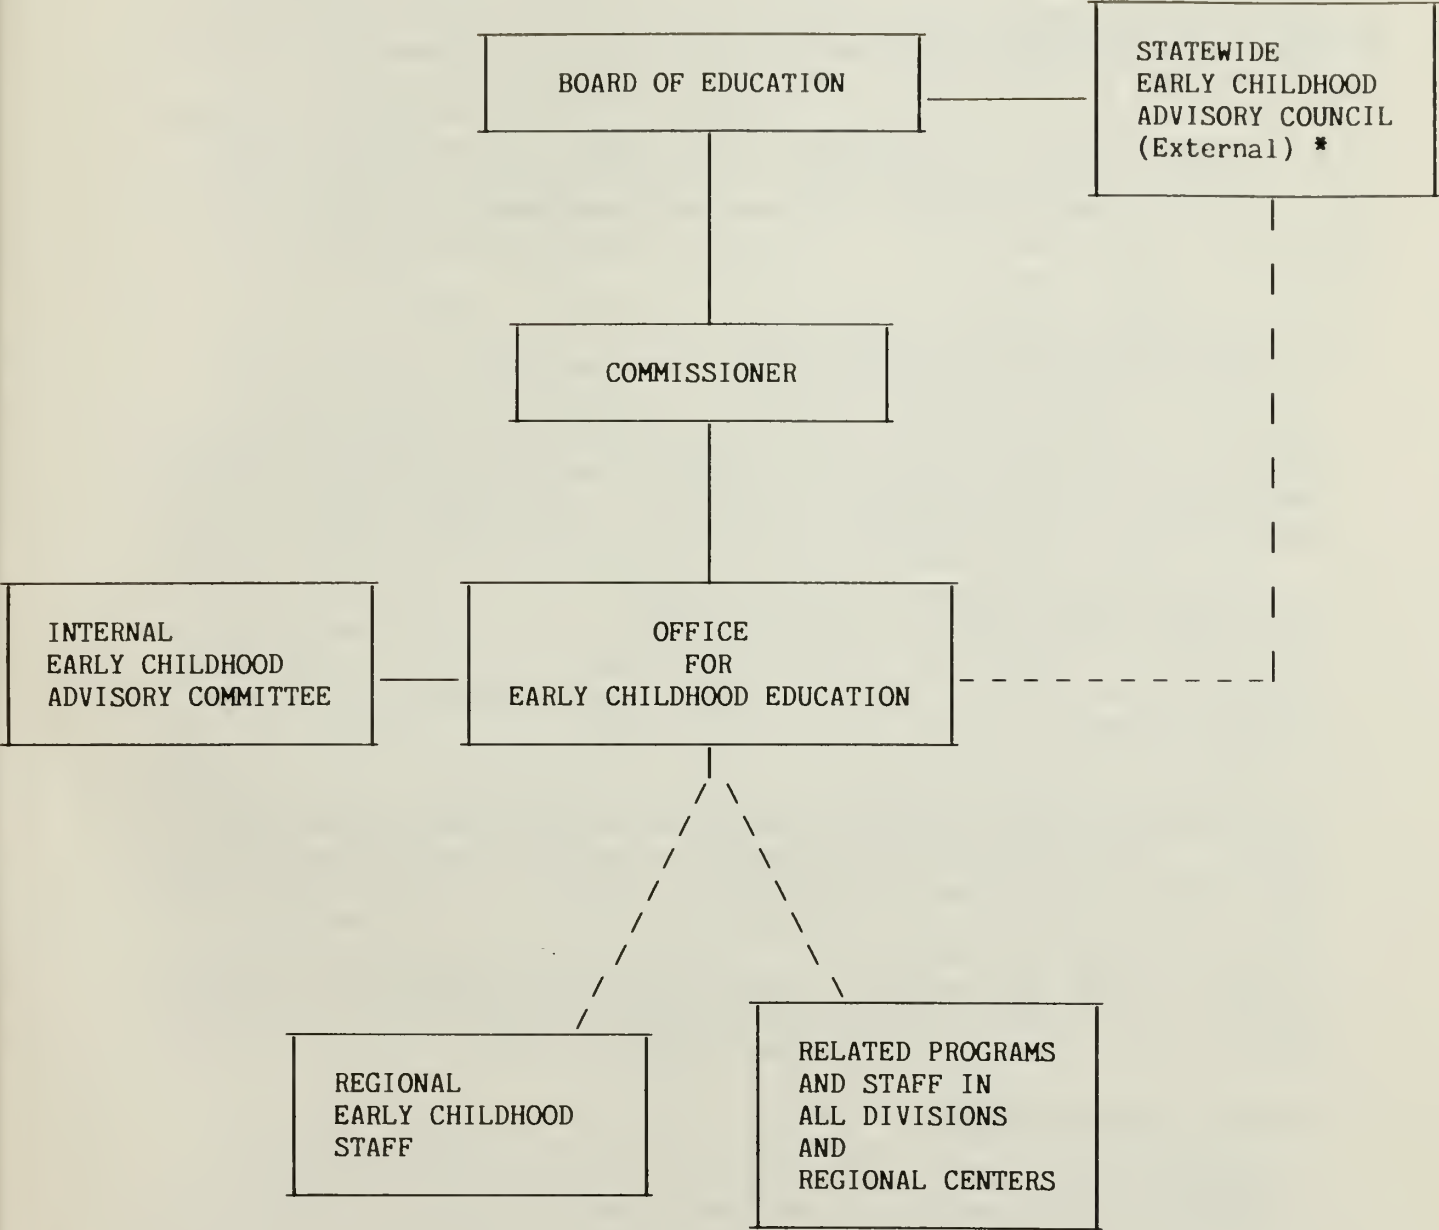 BOARD OF EDUCATION
STATEWIDE
EARLY CHILDHOOD
ADVISORY COUNCIL
(External) *
COMMISSIONER
INTERNAL
EARLY CHILDHOOD
ADVISORY COMMITTEE
OFFICE
FOR
EARLY CHILDHOOD EDUCATION
REGIONAL
EARLY CHILDHOOD
STAFF
RELATED PROGRAMS
AND STAFF IN
ALL DIVISIONS
AND
REGIONAL CENTERS